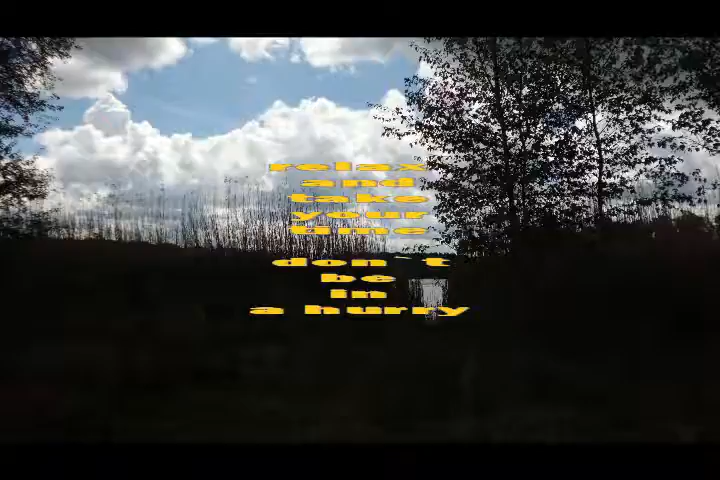 relax
and
take
your
time
don't
be
in
a hurry